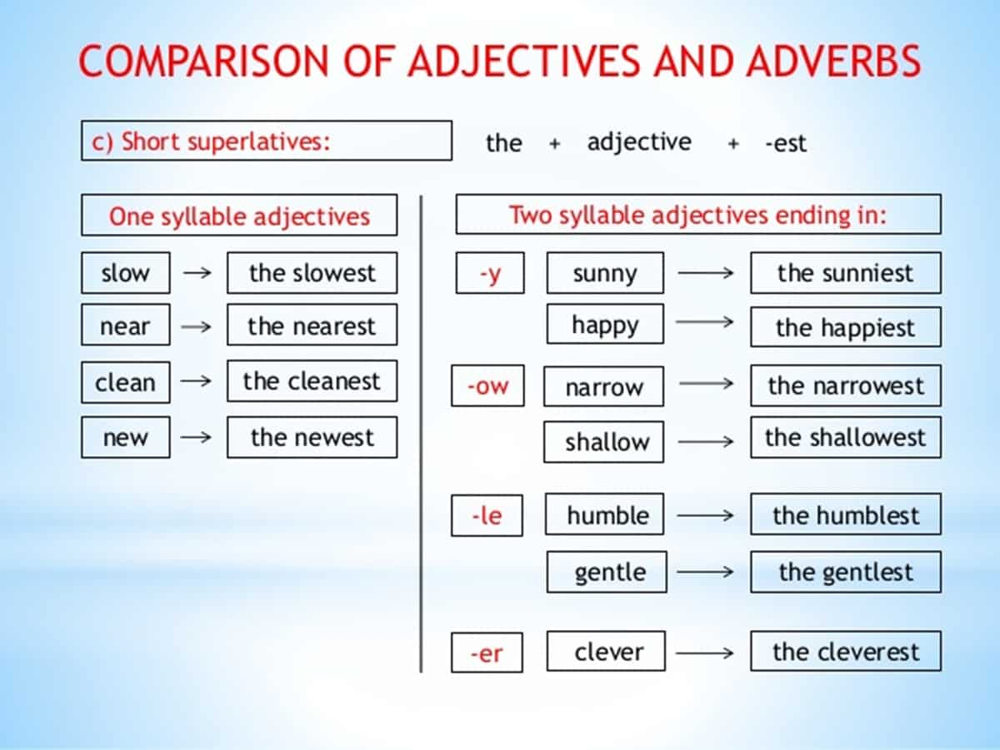 COMPARISON OF ADJECTIVES AND ADVERBS
c) Short superlatives: the + adjective + -est
One syllable adjectives
slow → the slowest
near → the nearest
clean → the cleanest
new → the newest
Two syllable adjectives ending in:
-y sunny → the sunniest
happy → the happiest
-ow narrow → the narrowest
shallow → the shallowest
-le humble → the humblest
gentle → the gentlest
-er clever → the cleverest